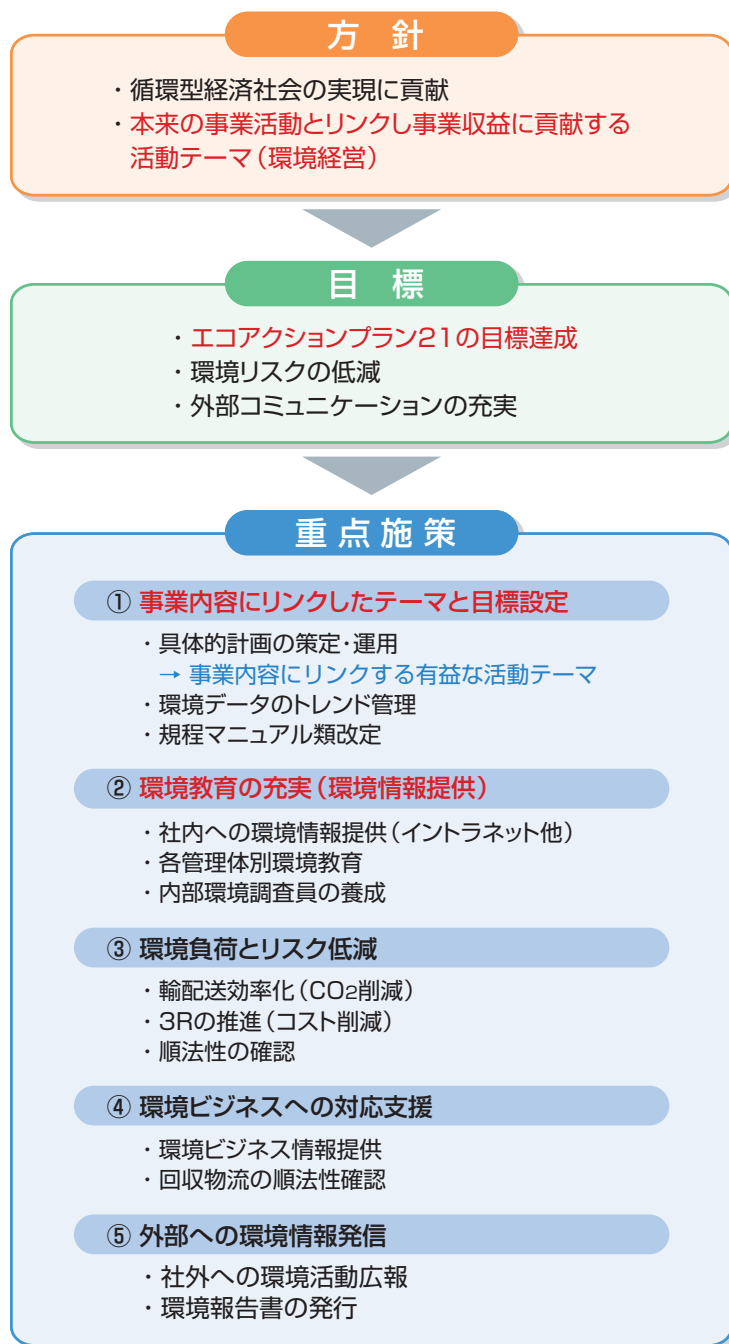 方 針
・循環型経済社会の実現に貢献
・本来の事業活動とリンクし事業収益に貢献する
活動テーマ(環境経営)
目 標
・エコアクションプラン21の目標達成
・環境リスクの低減
・外部コミュニケーションの充実
重点施策
① 事業内容にリンクしたテーマと目標設定
・具体的計画の策定・運用
→ 事業内容にリンクする有益な活動テーマ
・環境データのトレンド管理
・規程マニュアル類改定
② 環境教育の充実(環境情報提供)
・社内への環境情報提供(イントラネット他)
・各管理体別環境教育
・内部環境調査員の養成
③ 環境負荷とリスク低減
・輸配送効率化(CO2削減)
・3Rの推進(コスト削減)
・順法性の確認
④ 環境ビジネスへの対応支援
・環境ビジネス情報提供
・回収物流の順法性確認
⑤ 外部への環境情報発信
・社外への環境活動広報
・環境報告書の発行